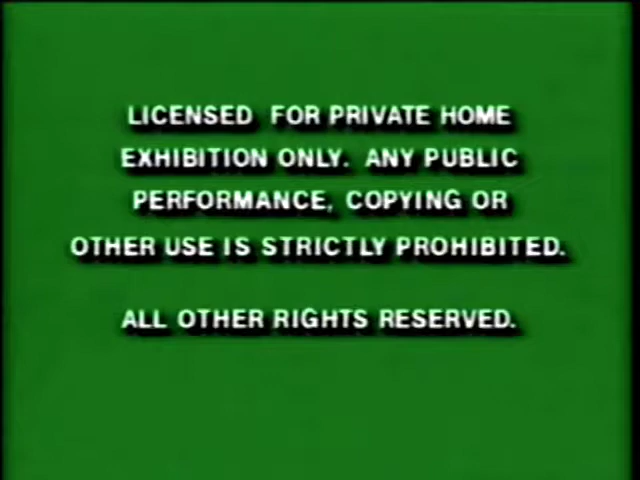 LICENSED FOR PRIVATE HOME
EXHIBITION ONLY. ANY PUBLIC
PERFORMANCE, COPYING OR
OTHER USE IS STRICTLY PROHIBITED.
ALL OTHER RIGHTS RESERVED.